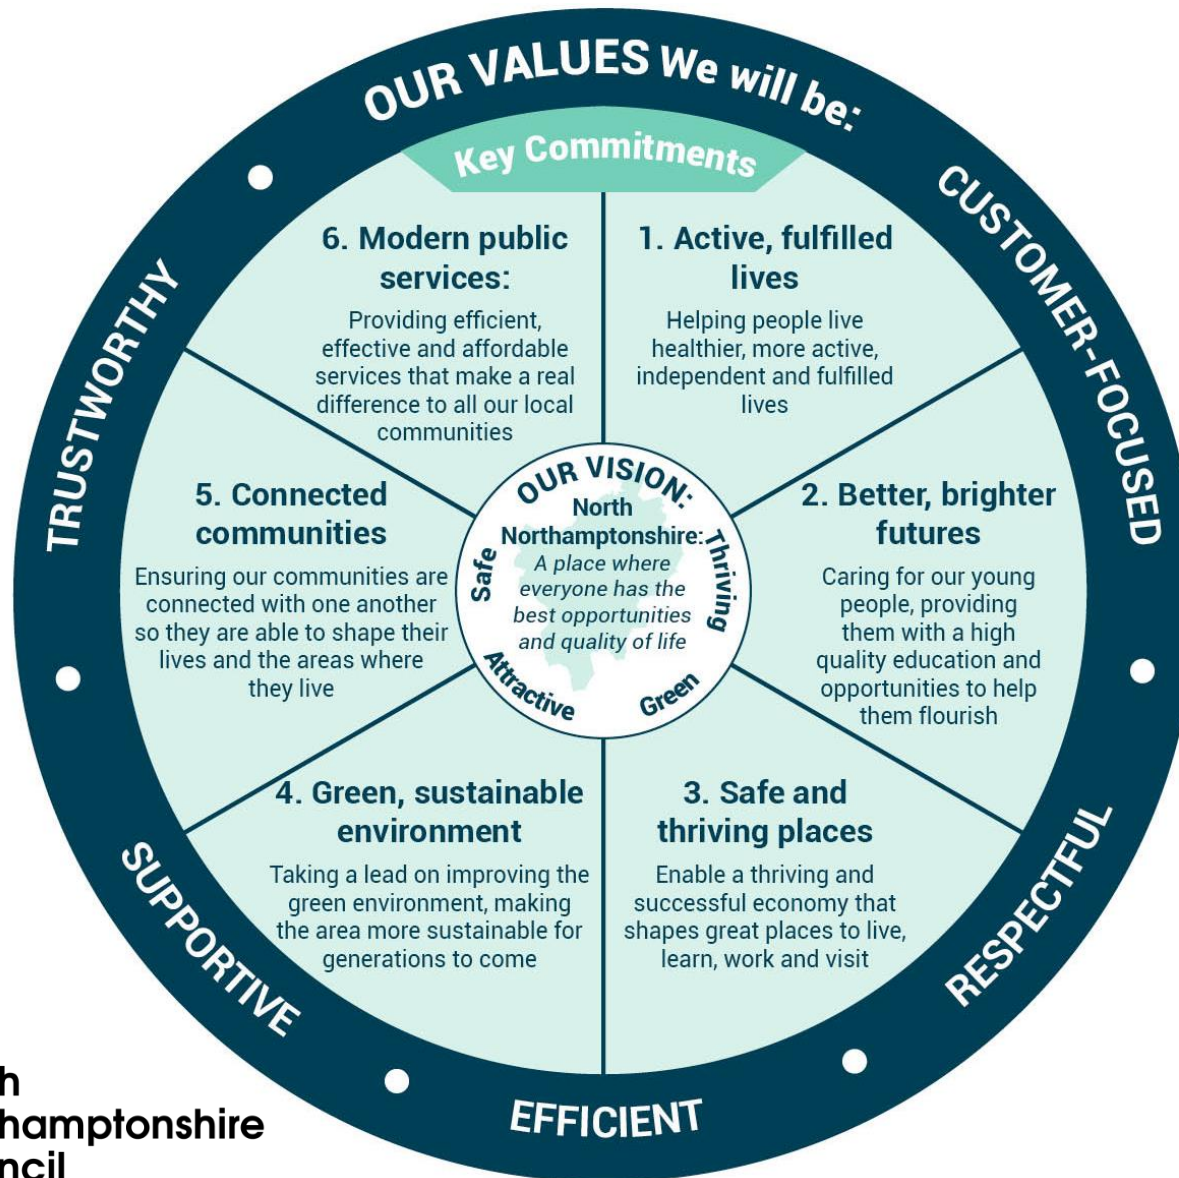 OUR VALUES We will be:
CUSTOMER-FOCUSED
RESPECTFUL
EFFICIENT
SUPPORTIVE
TRUSTWORTHY
Key Commitments
1. Active, fulfilled
lives
Helping people live
healthier, more active,
independent and fulfilled
lives
2. Better, brighter
futures
Caring for our young
people, providing
them with a high
quality education and
opportunities to help
them flourish
3. Safe and
thriving places
Enable a thriving and
successful economy that
shapes great places to live,
learn, work and visit
4. Green, sustainable
environment
Taking a lead on improving the
green environment, making
the area more sustainable for
generations to come
5. Connected
communities
Ensuring our communities are
connected with one another
so they are able to shape their
lives and the areas where
they live
6. Modern public
services:
Providing efficient,
effective and affordable
services that make a real
difference to all our local
communities
OUR VISION:
North
Northamptonshire:
A place where
everyone has the
best opportunities
and quality of life
Safe
Thriving
Green
Attractive
h
hamptonshire
ncil